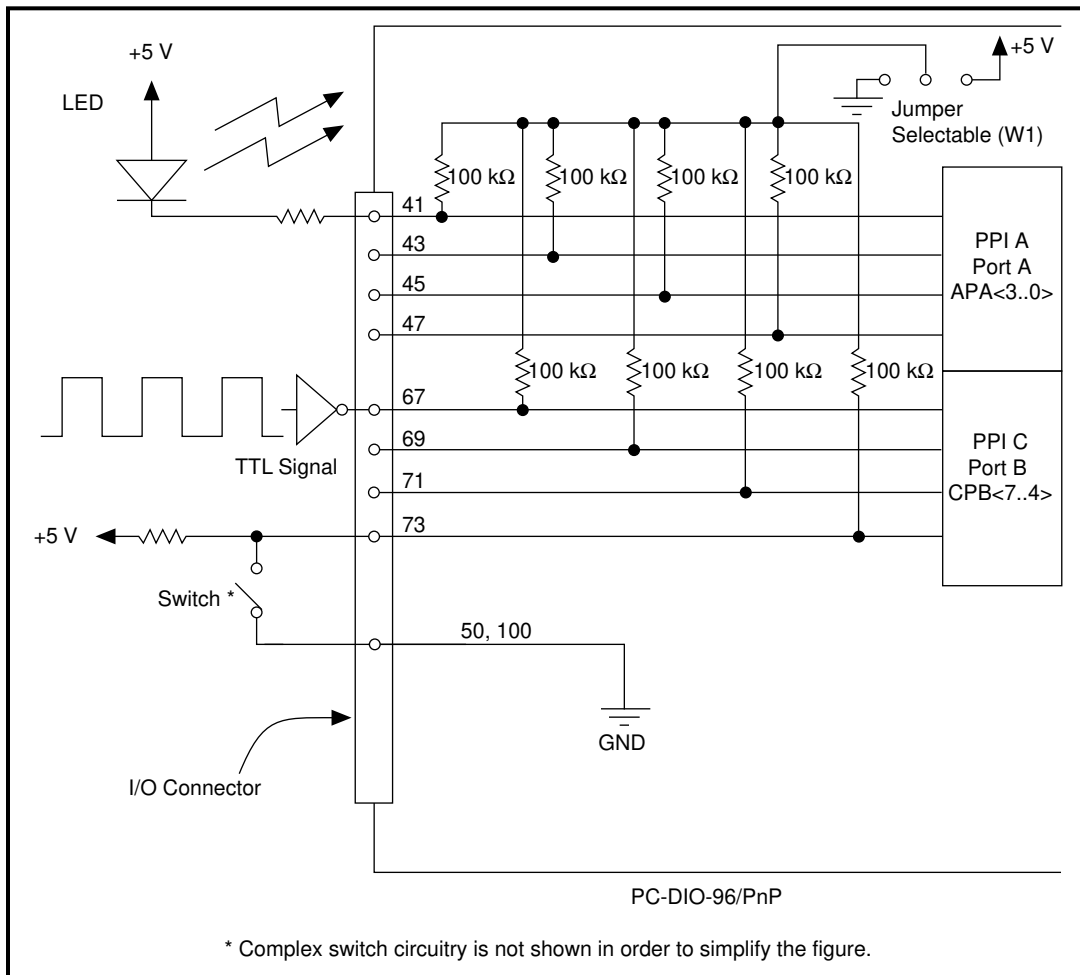 +5 V
LED
+5 V
Jumper
Selectable (W1)
100 kΩ
100 kΩ
100 kΩ
100 kΩ
41
43
45
47
PPI A
Port A
APA<3..0>
100 kΩ
100 kΩ
100 kΩ
100 kΩ
67
69
71
73
TTL Signal
PPI C
Port B
CPB<7..4>
+5 V
Switch *
50, 100
GND
I/O Connector
PC-DIO-96/PnP
* Complex switch circuitry is not shown in order to simplify the figure.